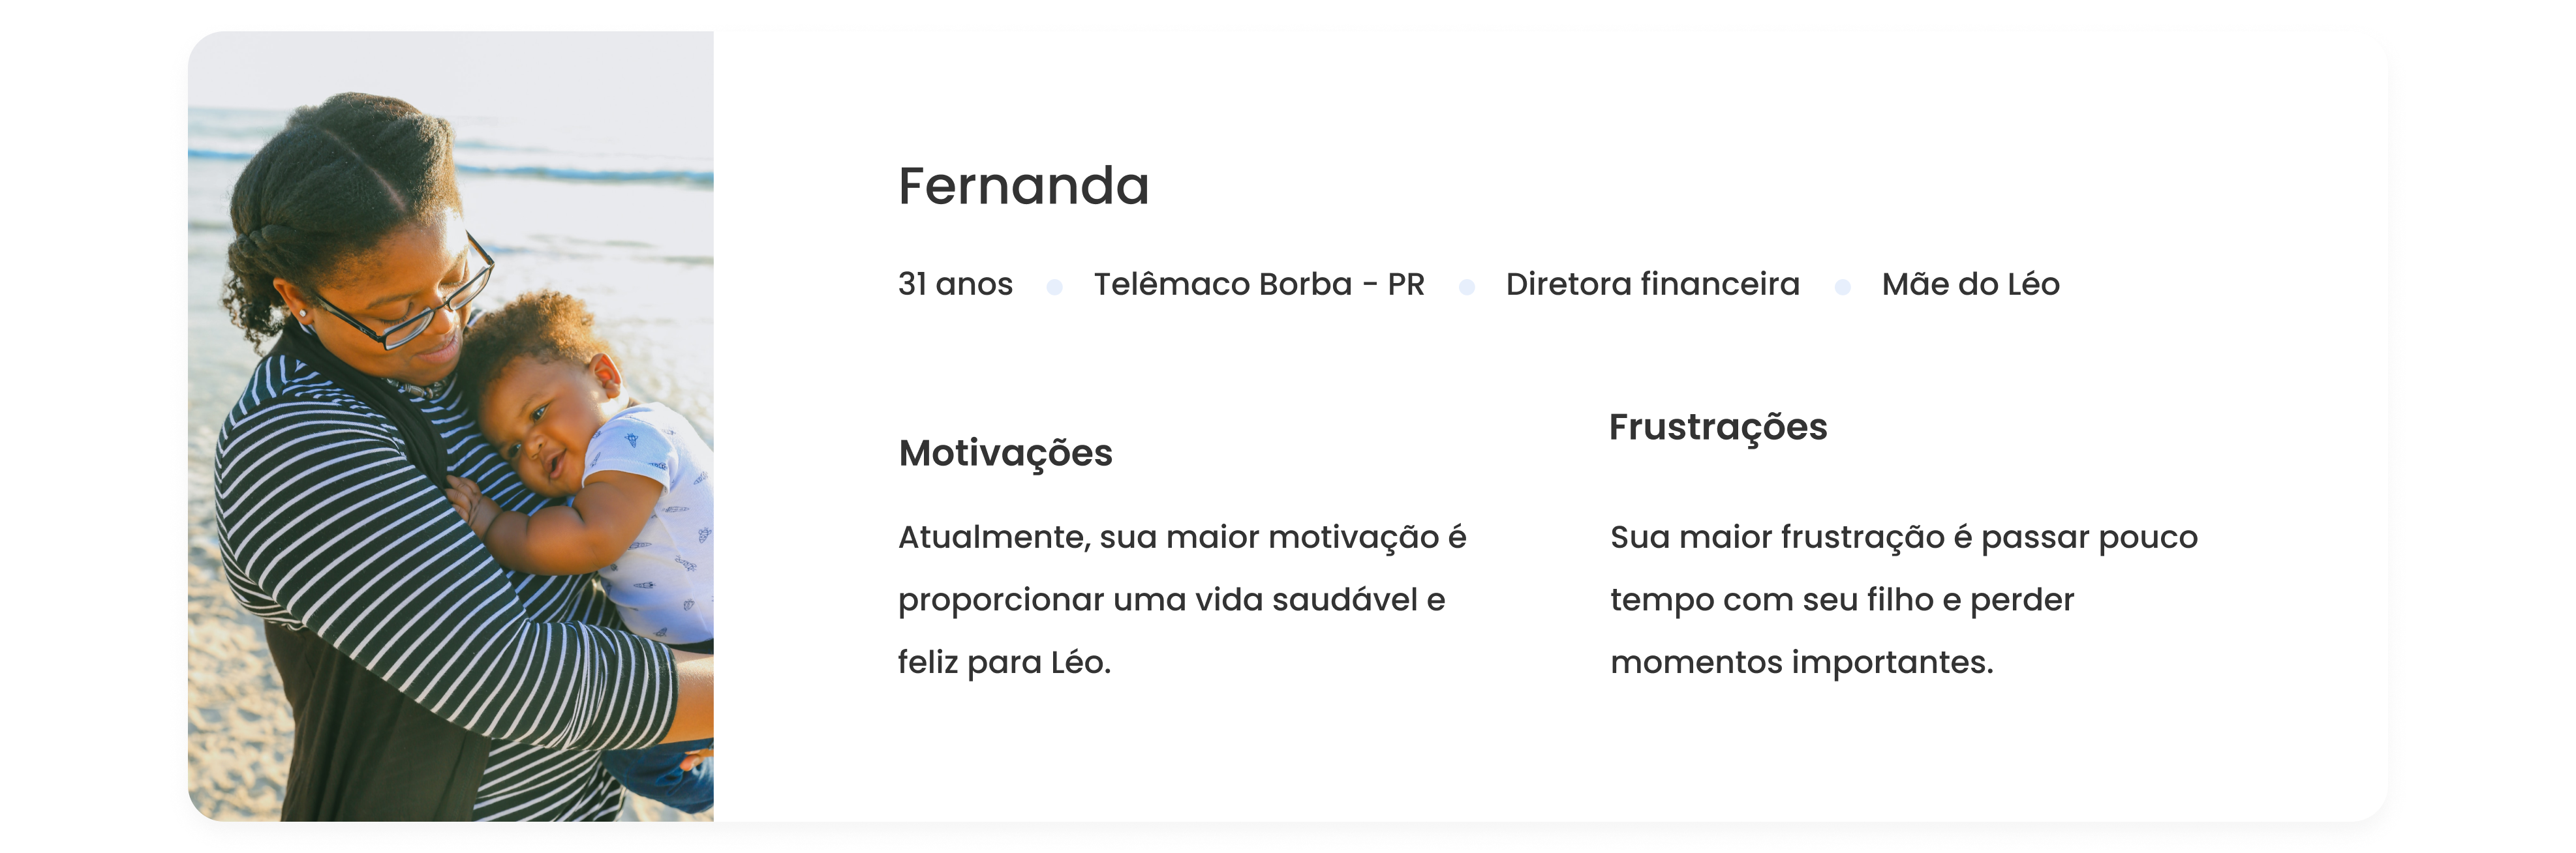 Fernanda
31 anos
Telêmaco Borba - PR
Diretora financeira
Mãe do Léo
Motivações
Atualmente, sua maior motivação é
proporcionar uma vida saudável e
feliz para Léo.
Frustrações
Sua maior frustração é passar pouco
tempo com seu filho e perder
momentos importantes.